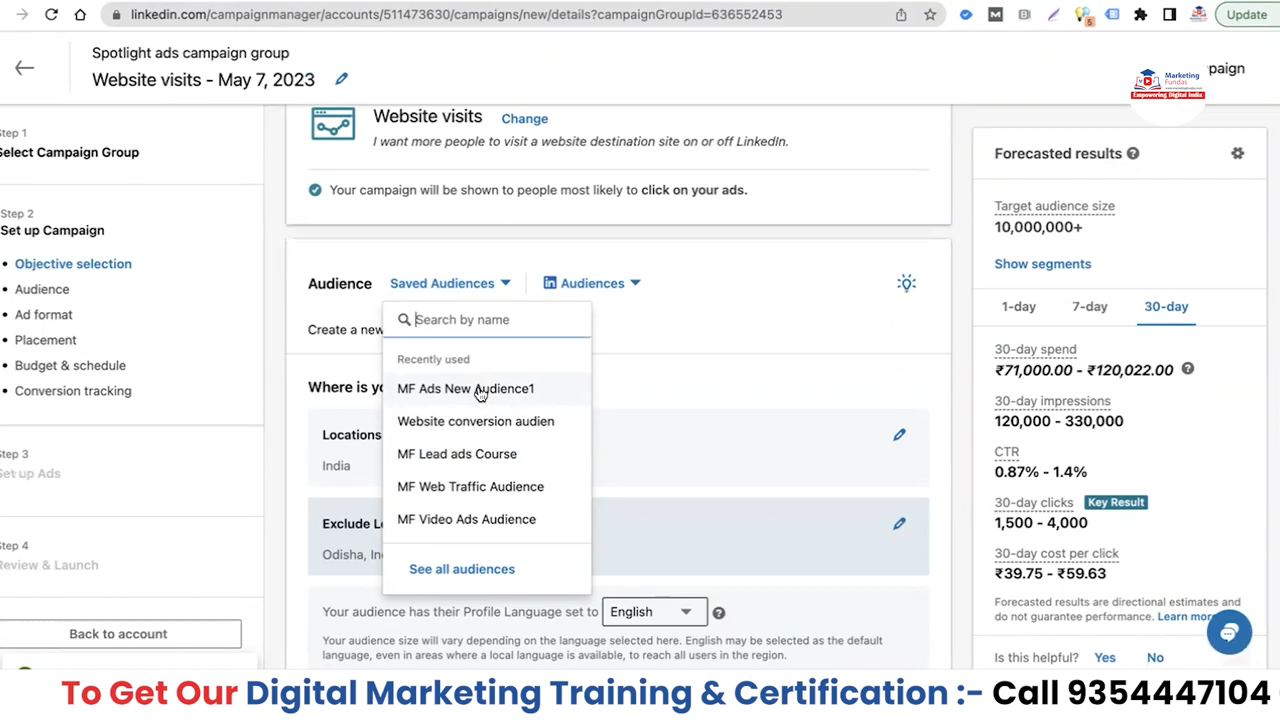 linkedin.com/campaignmanager/accounts/511473630/campaigns/new/details?campaignGroupId=636552453
5
Update
Spotlight ads campaign group
Website visits - May 7, 2023
Marketing
Fundas
Empowering Digital India
paign
Step 1
Select Campaign Group
Step 2
Set up Campaign
Objective selection
Audience
Ad format
Placement
Budget & schedule
Conversion tracking
Step 3
Set up Ads
Step 4
Review & Launch
Back to account
Website visits Change
I want more people to visit a website destination site on or off LinkedIn.
Your campaign will be shown to people most likely to click on your ads.
Audience Saved Audiences in Audiences
Search by name
Create a new
Recently used
MF Ads New Audience1
Website conversion audien
MF Lead ads Course
MF Web Traffic Audience
MF Video Ads Audience
See all audiences
Where is yo
Locations
India
Exclude Lo
Odisha, Ind
Your audience has their Profile Language set to English
Your audience size will vary depending on the language selected here. English may be selected as the default
language, even in areas where a local language is available, to reach all users in the region.
Forecasted results
Target audience size
10,000,000+
Show segments
1-day 7-day 30-day
30-day spend
₹71,000.00 - ₹120,022.00
30-day impressions
120,000 - 330,000
CTR
0.87% - 1.4%
30-day clicks Key Result
1,500 - 4,000
30-day cost per click
₹39.75 - ₹59.63
Forecasted results are directional estimates and
do not guarantee performance. Learn more
Is this helpful? Yes No
To Get Our Digital Marketing Training & Certification :- Call 9354447104